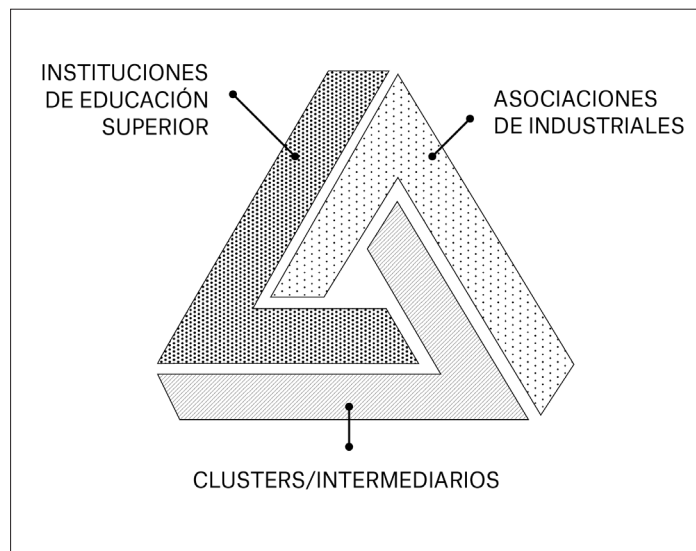 INSTITUCIONES
DE EDUCACIÓN
SUPERIOR
ASOCIACIONES
DE INDUSTRIALES
CLUSTERS/INTERMEDIARIOS